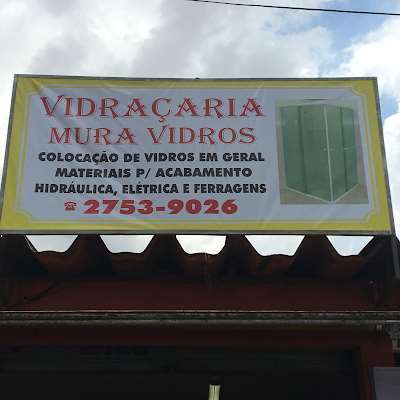 VIDRAÇARIA
MURA VIDROS
COLOCAÇÃO DE VIDROS EM GERAL
MATERIAIS P/ ACABAMENTO
HIDRÁULICA, ELÉTRICA E FERRAGENS
☎ 2753-9026